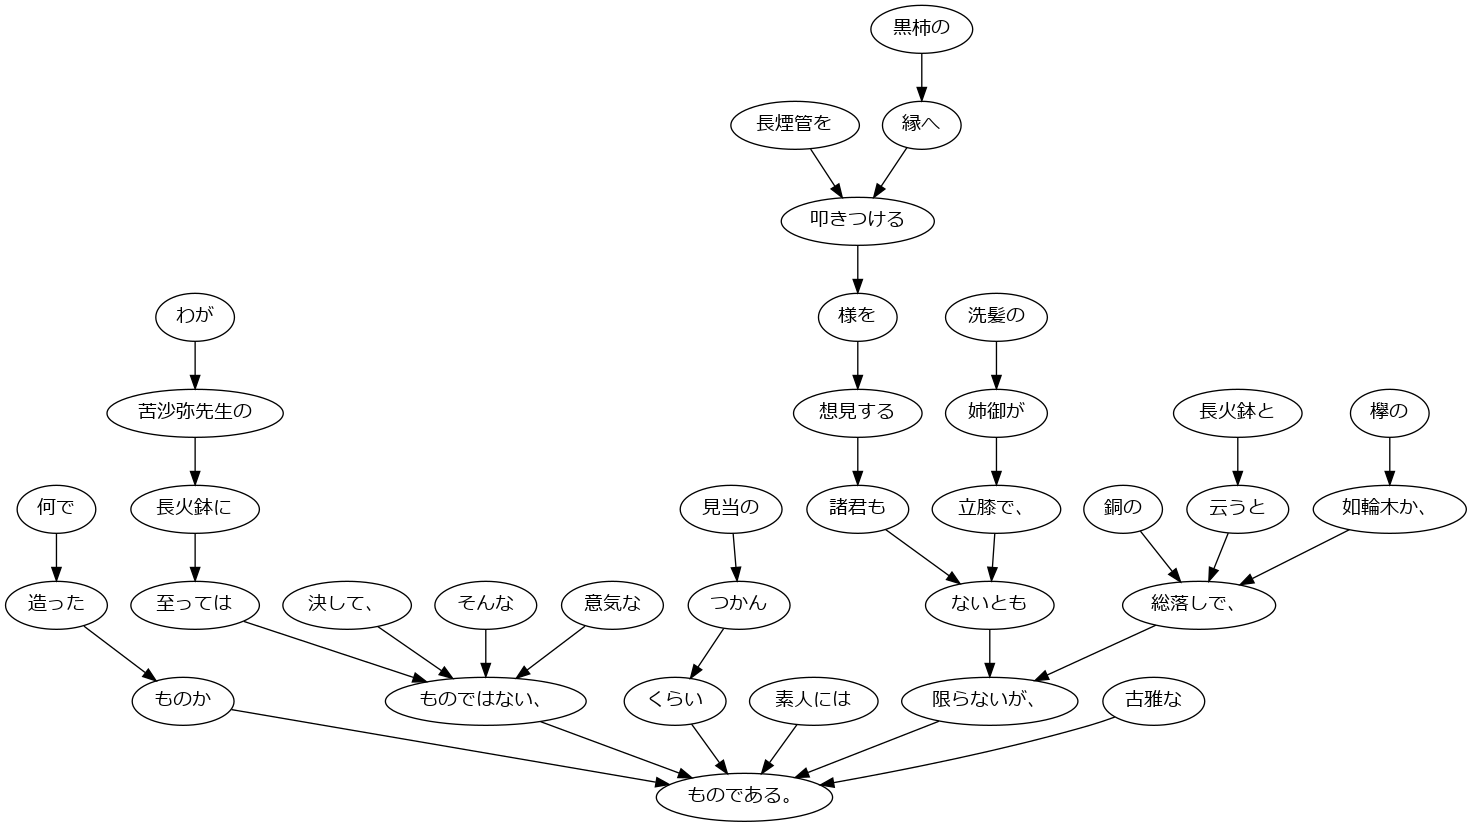 黒柿の
長煙管を
縁へ
叩きつける
わが
様を
洗髪の
苦沙弥先生の
想見する
姉御が
長火鉢と
欅の
何で
長火鉢に
見当の
諸君も
立膝で、
銅の
云うと
如輪木か、
造った
至っては
決して、
そんな
意気な
つかん
ないとも
総落しで、
ものか
ものではない、
くらい
素人には
限らないが、
古雅な
ものである。